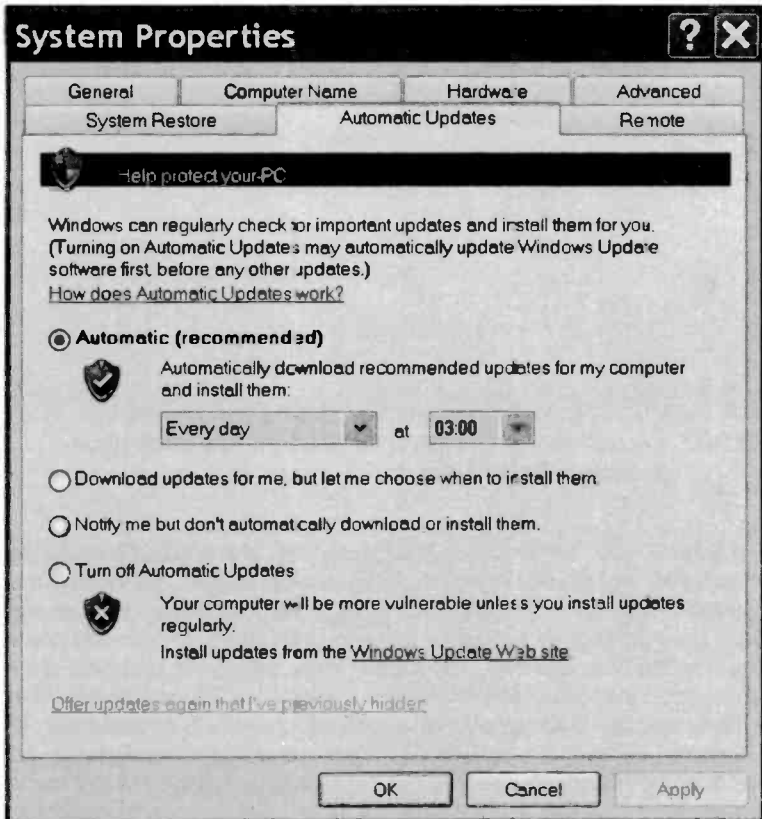 System Properties
General Computer Name Hardware Advanced
System Restore Automatic Updates Remote
Help protect your PC
Windows can regularly check for important updates and install them for you.
(Turning on Automatic Updates may automatically update Windows Update
software first, before any other updates.)
How does Automatic Updates work?
Automatic (recommended)
Automatically download recommended updates for my computer
and install them:
Every day at 03:00
Download updates for me, but let me choose when to install them.
Notify me but don't automatically download or install them.
Turn off Automatic Updates
Your computer will be more vulnerable unless you install updates
regularly.
Install updates from the Windows Update Web site
Offer updates again that I've previously hidden
OK Cancel Apply